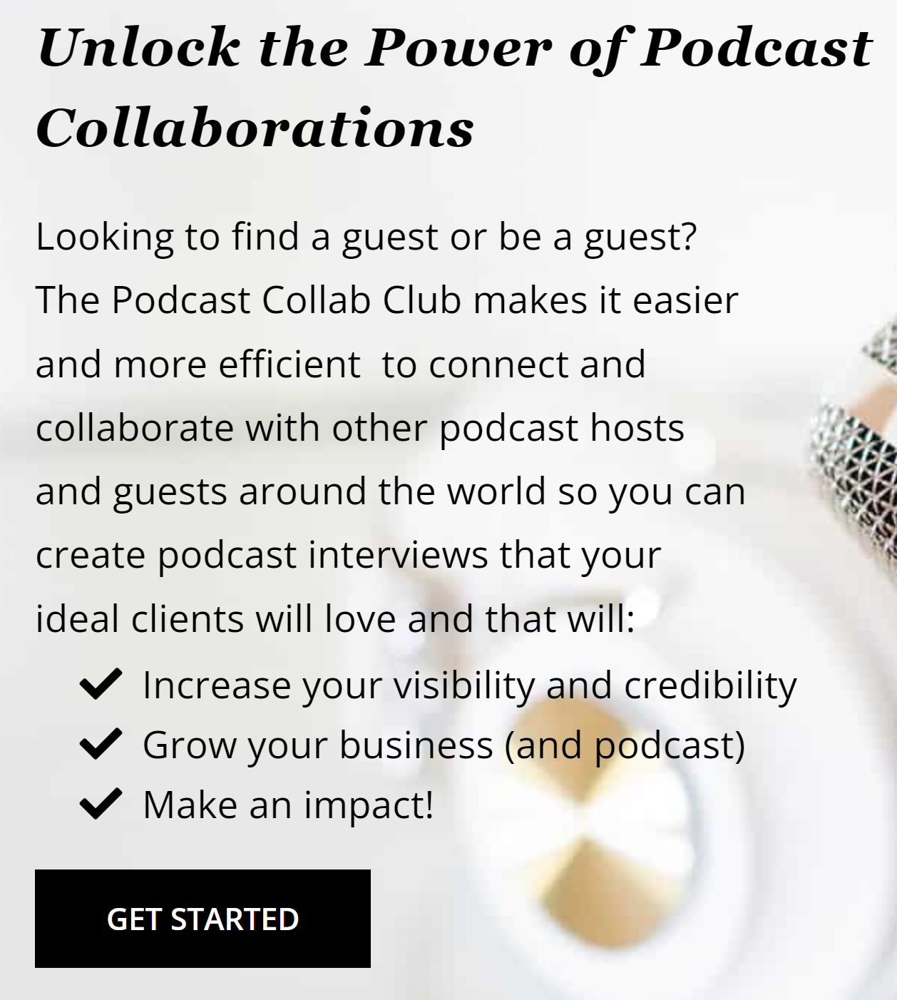 Unlock the Power of Podcast
Collaborations
Looking to find a guest or be a guest?
The Podcast Collab Club makes it easier
and more efficient  to connect and
collaborate with other podcast hosts
and guests around the world so you can
create podcast interviews that your
ideal clients will love and that will:
Increase your visibility and credibility
Grow your business (and podcast)
Make an impact!
GET STARTED